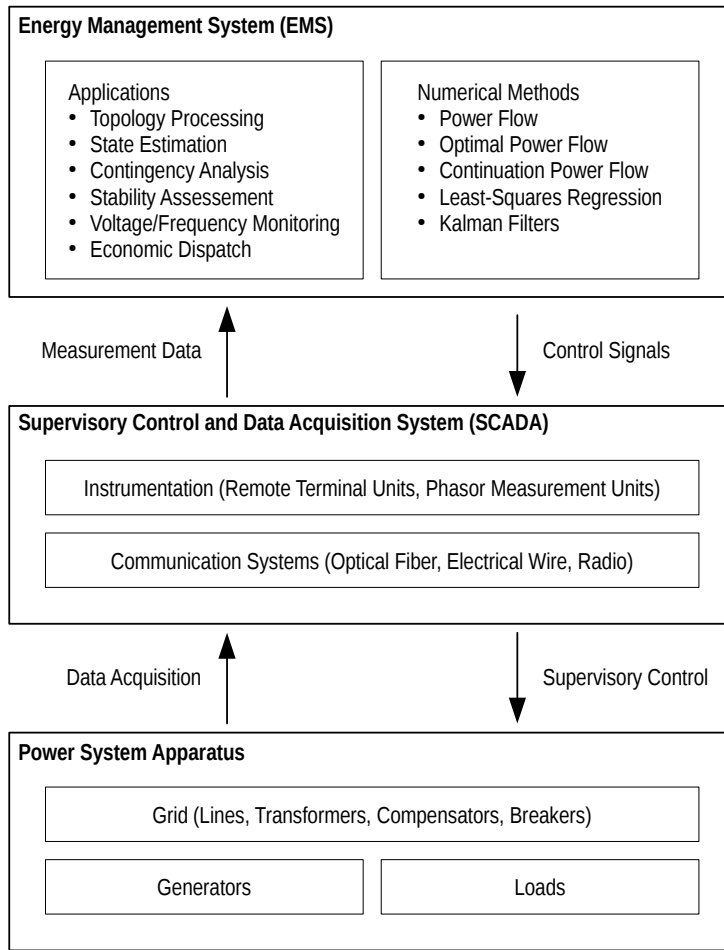 Energy Management System (EMS)
Applications
• Topology Processing
• State Estimation
• Contingency Analysis
• Stability Assessement
• Voltage/Frequency Monitoring
• Economic Dispatch
Numerical Methods
• Power Flow
• Optimal Power Flow
• Continuation Power Flow
• Least-Squares Regression
• Kalman Filters
Measurement Data
Control Signals
Supervisory Control and Data Acquisition System (SCADA)
Instrumentation (Remote Terminal Units, Phasor Measurement Units)
Communication Systems (Optical Fiber, Electrical Wire, Radio)
Data Acquisition
Supervisory Control
Power System Apparatus
Grid (Lines, Transformers, Compensators, Breakers)
Generators
Loads